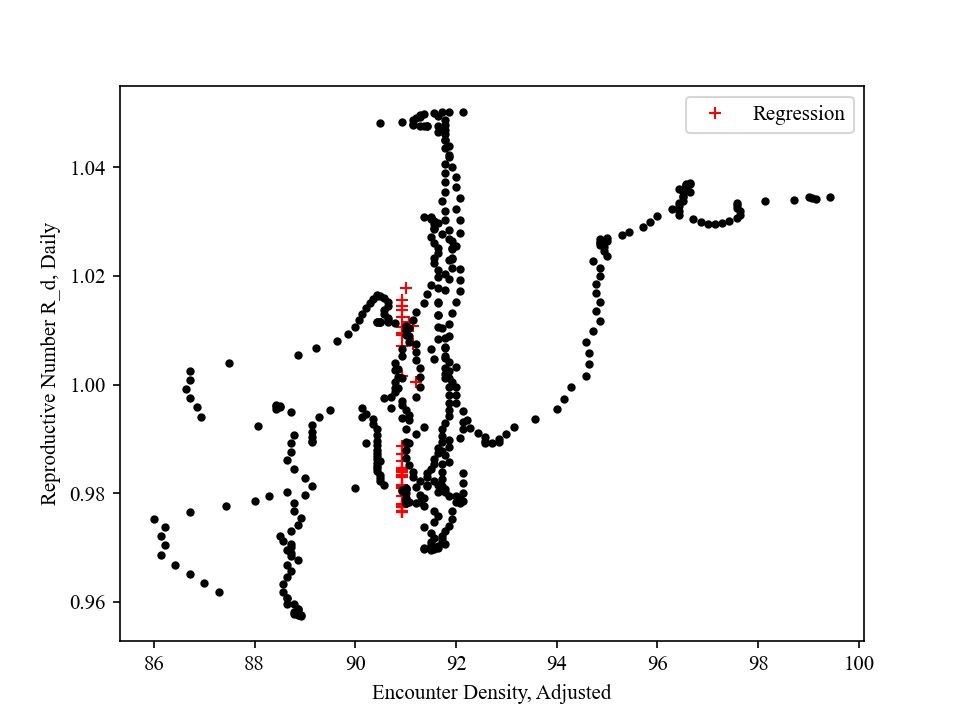 Regression
1.04
1.02
1.00
0.98
0.96
Reproductive Number R_d, Daily
86 88 90 92 94 96 98 100
Encounter Density, Adjusted